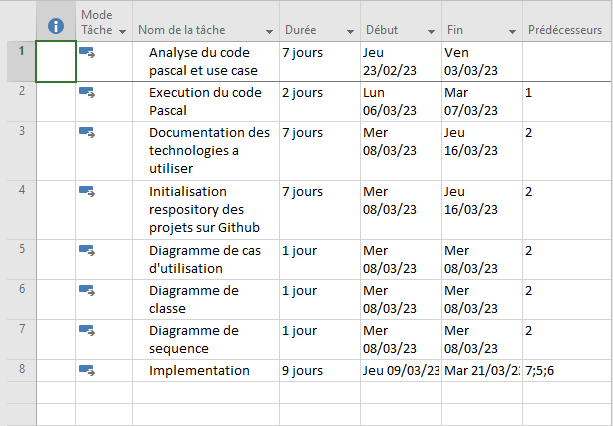 Mode
Tâche Nom de la tâche Durée Début Fin Prédécesseurs
1 Analyse du code 7 jours Jeu Ven
pascal et use case 23/02/23 03/03/23
2 Execution du code 2 jours Lun Mar 1
Pascal 06/03/23 07/03/23
3 Documentation des 7 jours Mer Jeu 2
technologies a 08/03/23 16/03/23
utiliser
4 Initialisation 7 jours Mer Jeu 2
respository des 08/03/23 16/03/23
projets sur Github
5 Diagramme de cas 1 jour Mer Mer 2
d'utilisation 08/03/23 08/03/23
6 Diagramme de 1 jour Mer Mer 2
classe 08/03/23 08/03/23
7 Diagramme de 1 jour Mer Mer 2
sequence 08/03/23 08/03/23
8 Implementation 9 jours Jeu 09/03/23 Mar 21/03/23 7;5;6